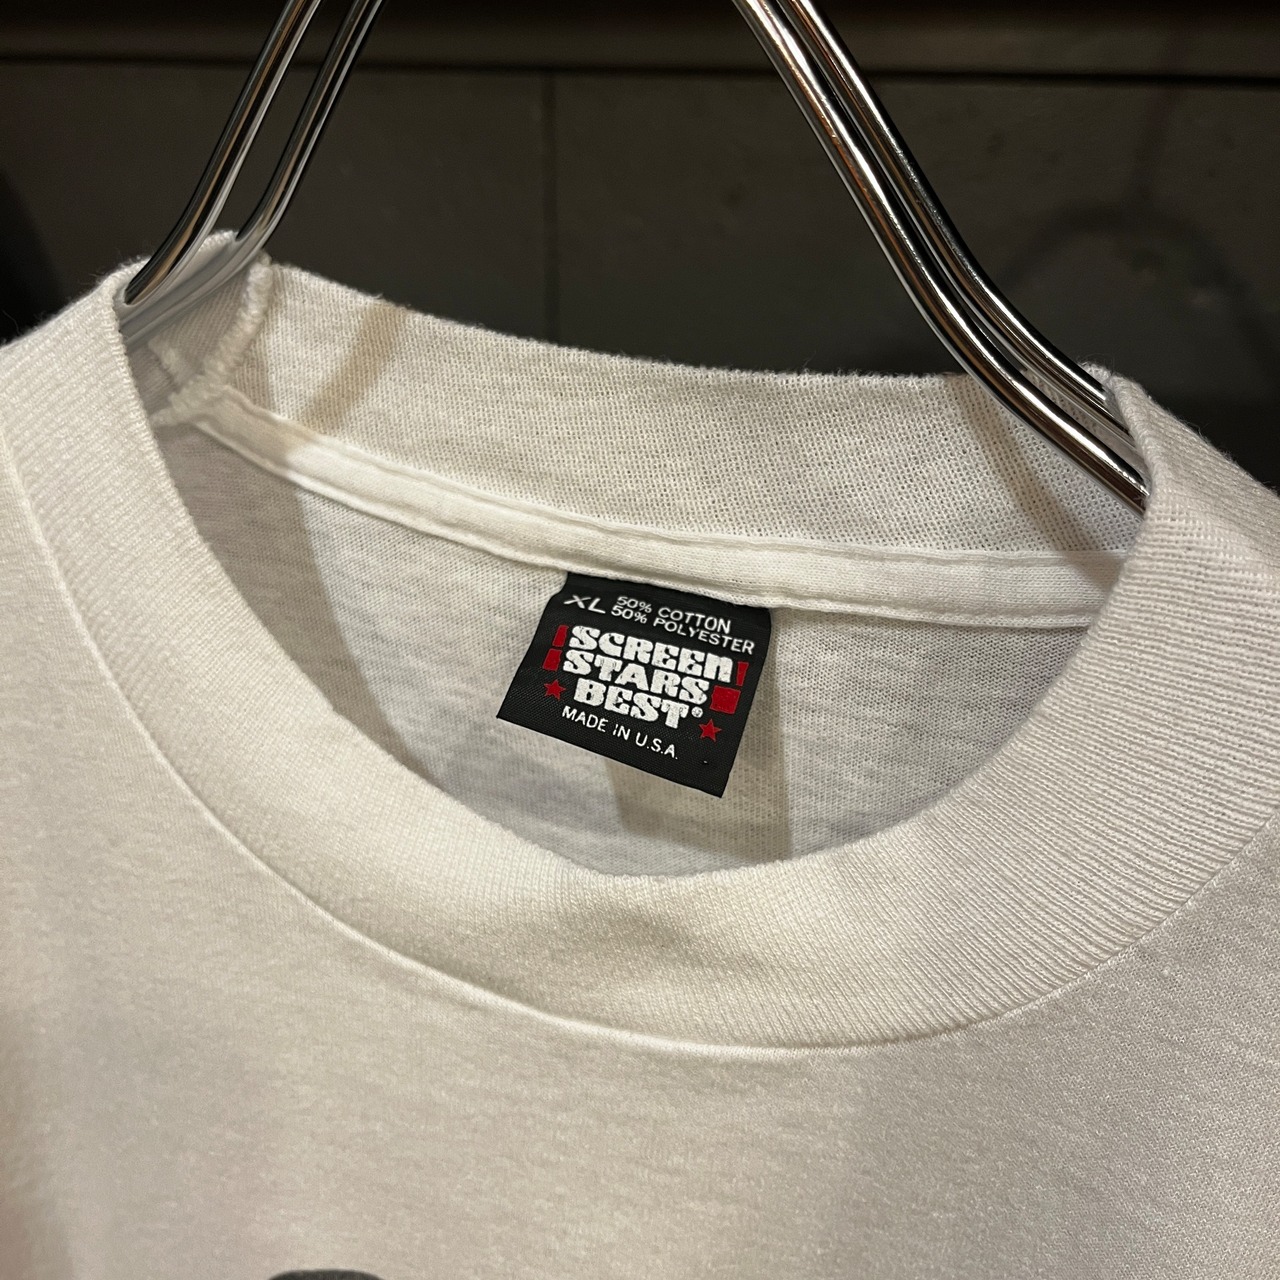 XL 50% COTTON
50% POLYESTER
SCREEN
STARS
BEST®
MADE IN U.S.A.